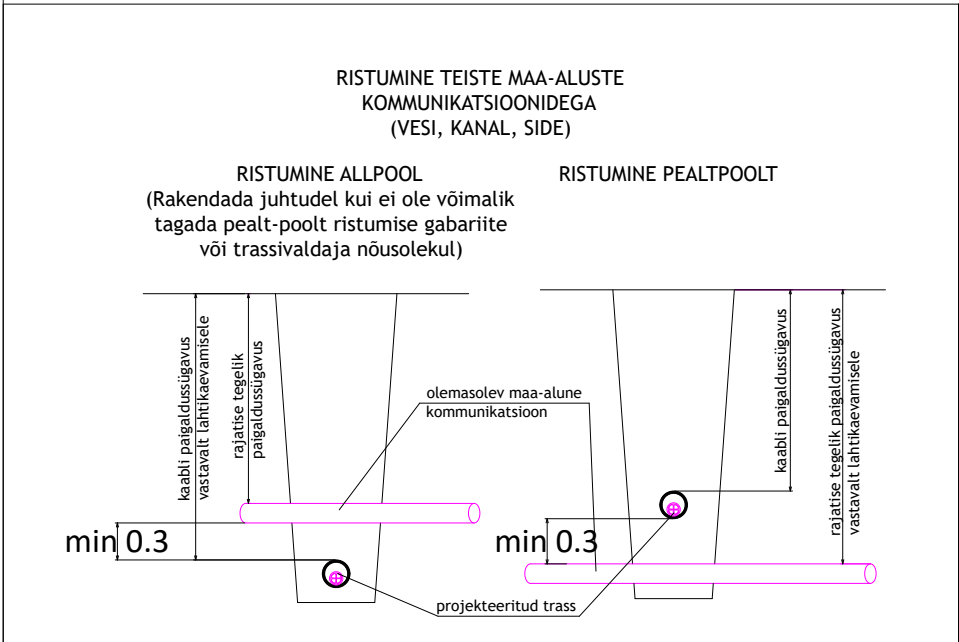 RISTUMINE TEISTE MAA-ALUSTE
KOMMUNIKATSIOONIDEGA
(VESI, KANAL, SIDE)
RISTUMINE ALLPOOL
(Rakendada juhtudel kui ei ole võimalik
tagada pealt-poolt ristumise gabariite
või trassivaldaja nõusolekul)
RISTUMINE PEALTPOOLT
kaabli paigaldussügavus
vastavalt lahtikaevamisele
rajatise tegelik
paigaldussügavus
olemasolev maa-alune
kommunikatsioon
kaabli paigaldussügavus
rajatise tegelik paigaldussügavus
vastavalt lahtikaevamisele
min 0.3
min 0.3
projekteeritud trass